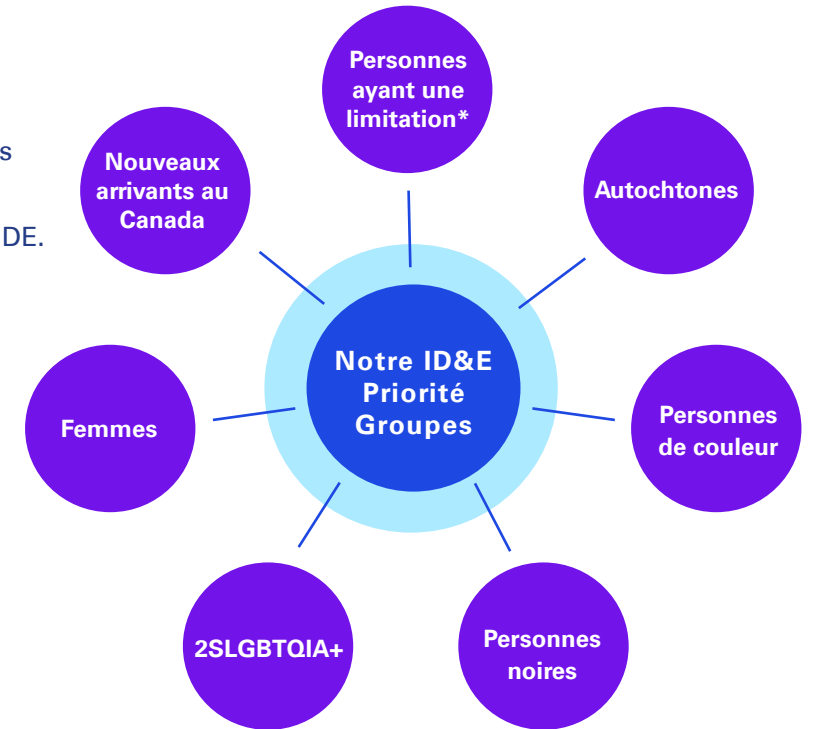 Personnes
ayant une
limitation*
s
DE.
Nouveaux
arrivants au
Canada
Autochtones
Notre ID&E
Priorité
Groupes
Femmes
Personnes
de couleur
2SLGBTQIA+
Personnes
noires